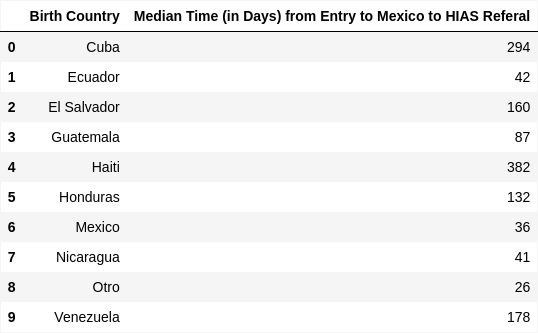 Birth Country Median Time (in Days) from Entry to Mexico to HIAS Referal
0 Cuba 294
1 Ecuador 42
2 El Salvador 160
3 Guatemala 87
4 Haiti 382
5 Honduras 132
6 Mexico 36
7 Nicaragua 41
8 Otro 26
9 Venezuela 178